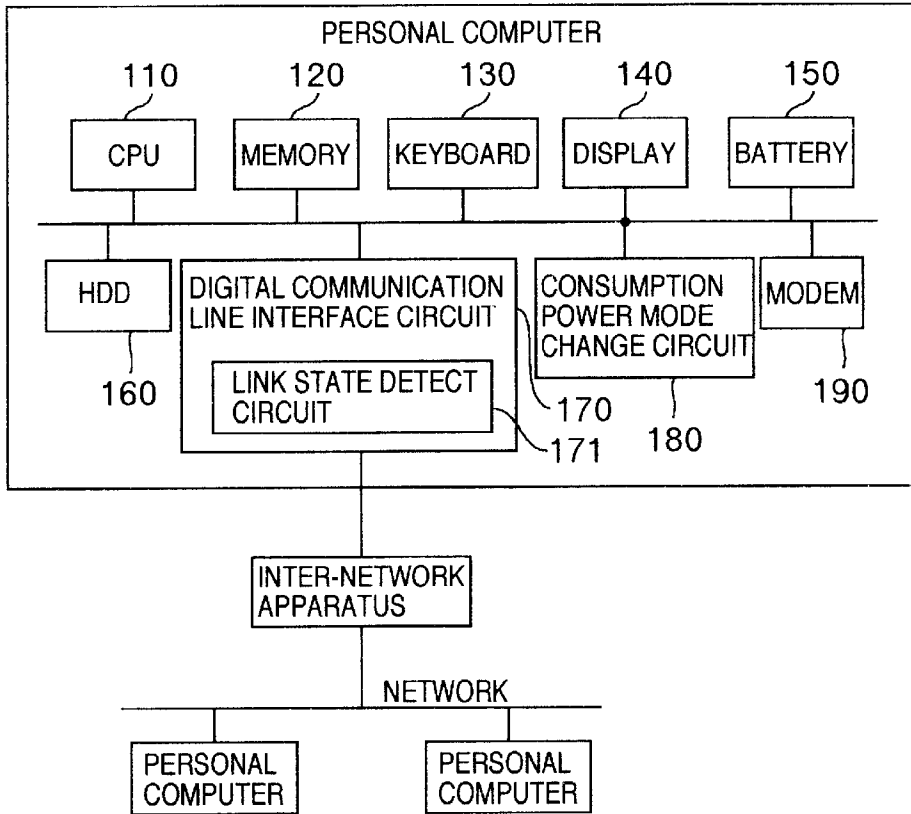 PERSONAL COMPUTER
110
120
130
140
150
CPU
MEMORY
KEYBOARD
DISPLAY
BATTERY
HDD
DIGITAL COMMUNICATION
LINE INTERFACE CIRCUIT
CONSUMPTION
POWER MODE
CHANGE CIRCUIT
MODEM
LINK STATE DETECT
CIRCUIT
160
170
171
180
190
INTER-NETWORK
APPARATUS
NETWORK
PERSONAL
COMPUTER
PERSONAL
COMPUTER